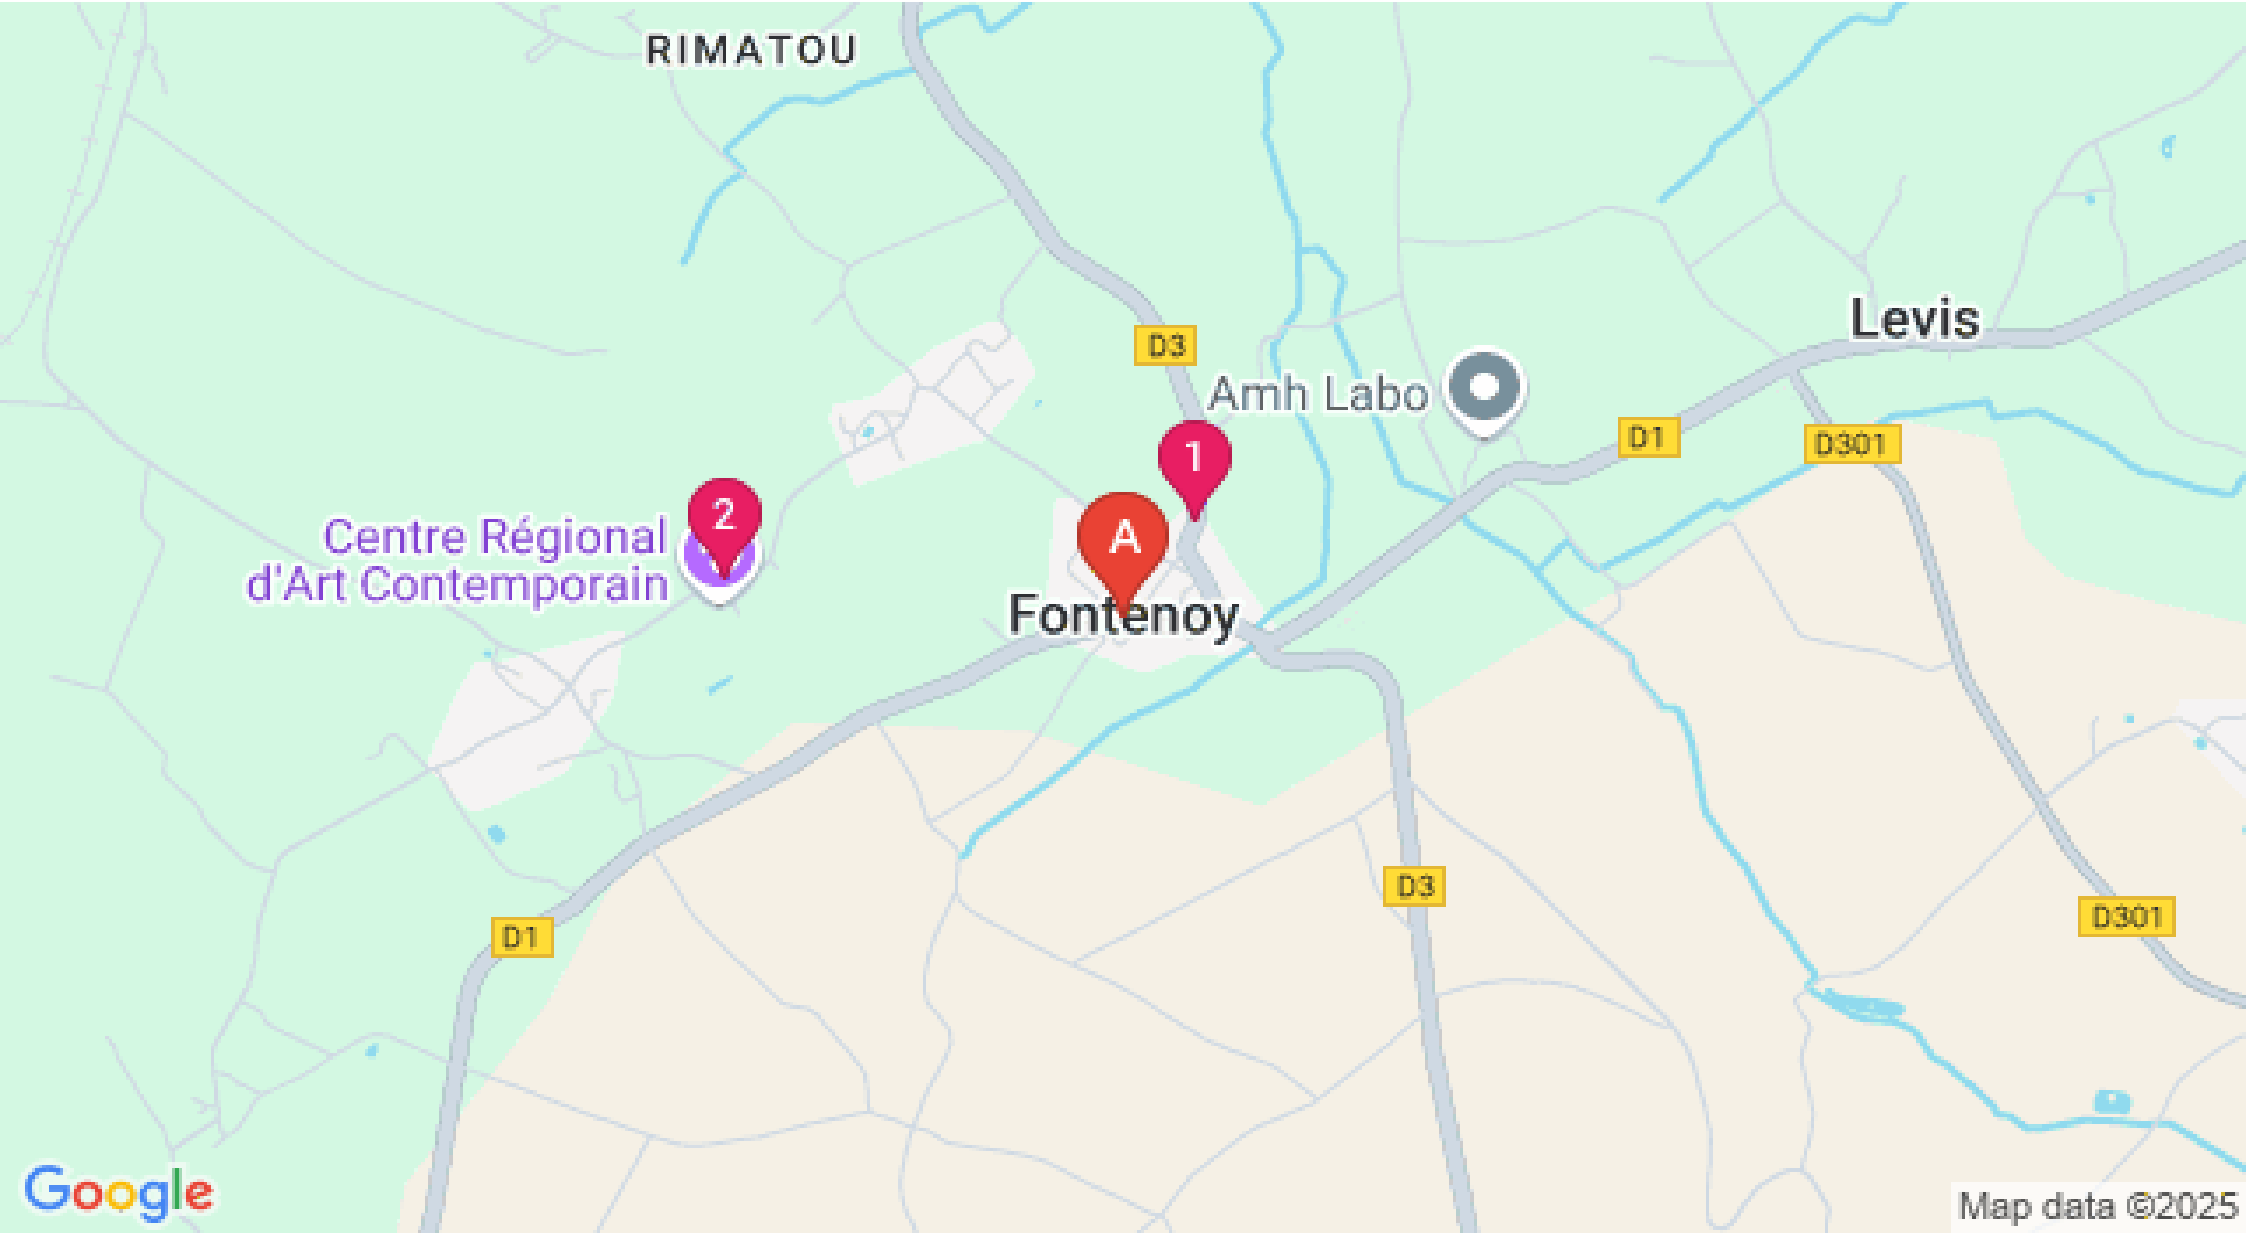 RIMATOU
Levis
D3
Amh Labo
D1
D301
1
2
A
Centre Régional
d'Art Contemporain
Fontenoy
D3
D301
D1
Google
Map data ©2025